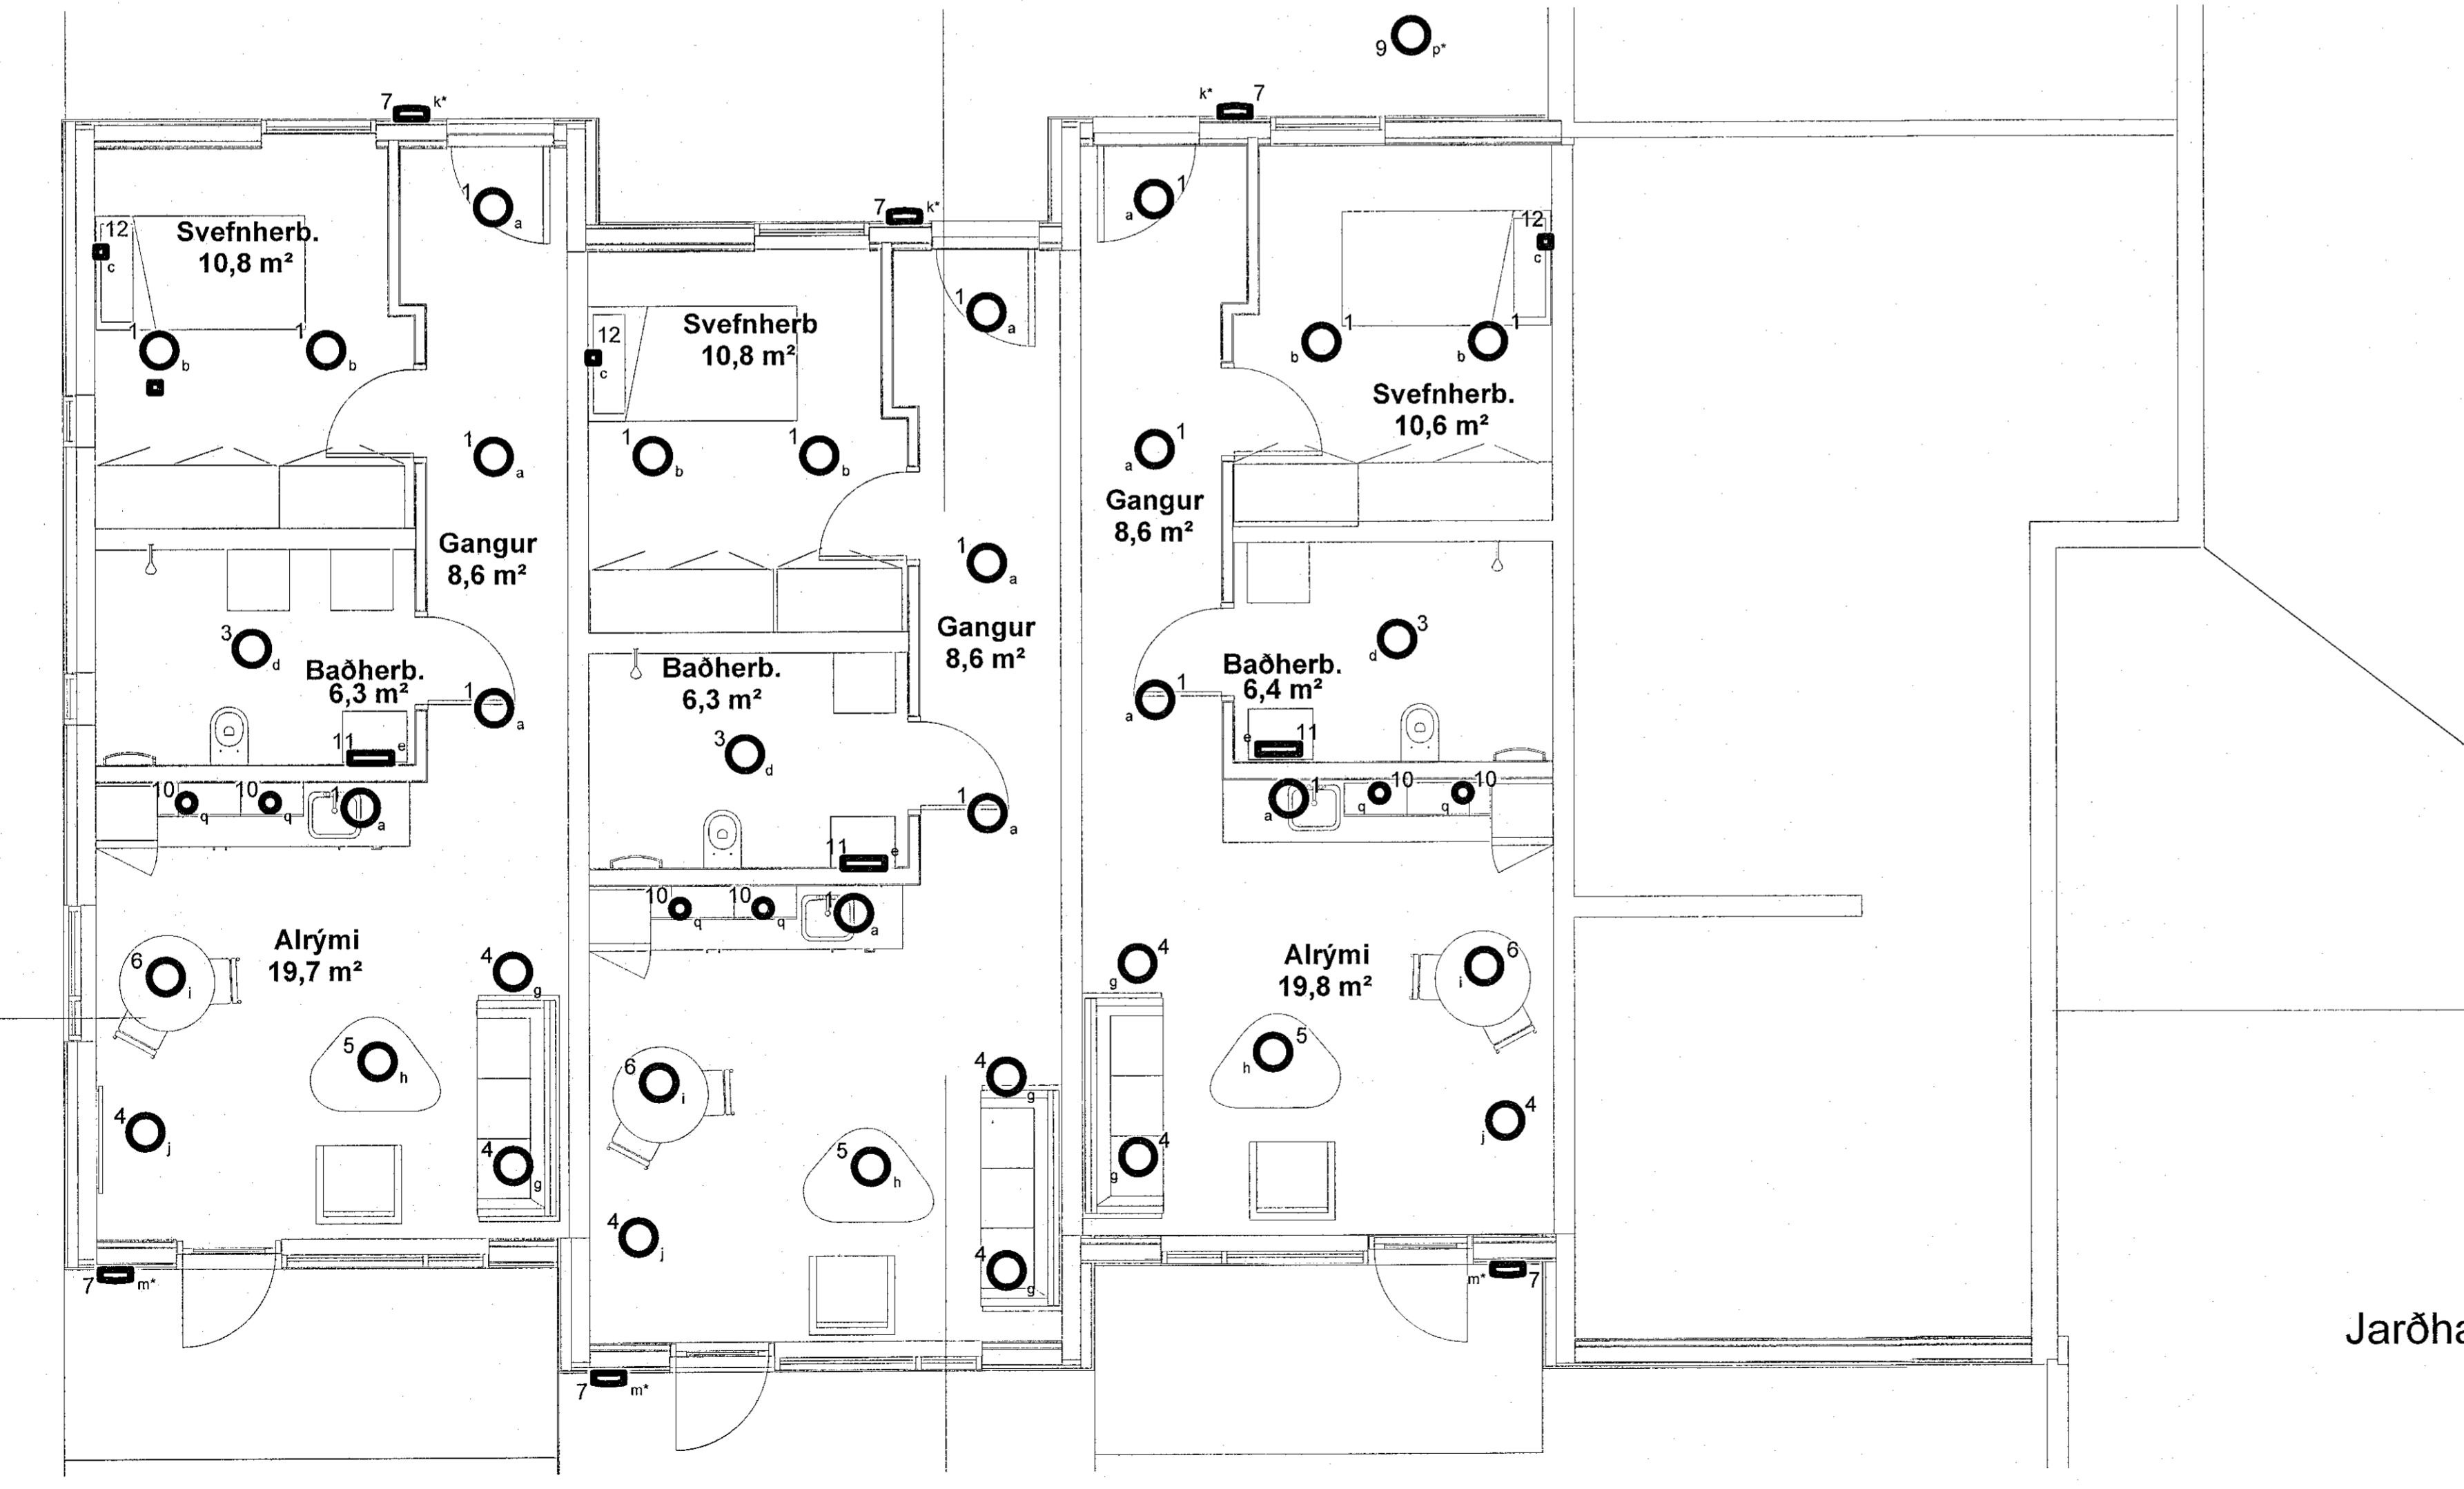 9 p*
7 k*
k* 7
1 a
a 1
7 k*
12 c
Svefnherb.
10,8 m²
12 c
1 a
Svefnherb
10,8 m²
12 c
1 b
1 b
b 1
b 1
Svefnherb.
10,6 m²
1 a
1 b
1 b
a 1
Gangur
8,6 m²
Gangur
8,6 m²
1 a
Gangur
8,6 m²
3 d
Baðherb.
6,3 m²
Baðherb.
6,3 m²
d 3
Baðherb.
6,4 m²
1 a
a 1
11 e
3 d
e 11
10 q
10 q
1 a
1 a
a 1
q 10
q 10
11 e
10 q
10 q
1 a
Alrými
19,7 m²
Alrými
19,8 m²
6 i
4 g
g 4
i 6
5 h
h 5
6 i
4 g
4 j
4 g
5 h
g 4
j 4
4 j
4 g
7 m*
m* 7
7 m*
Jarðha